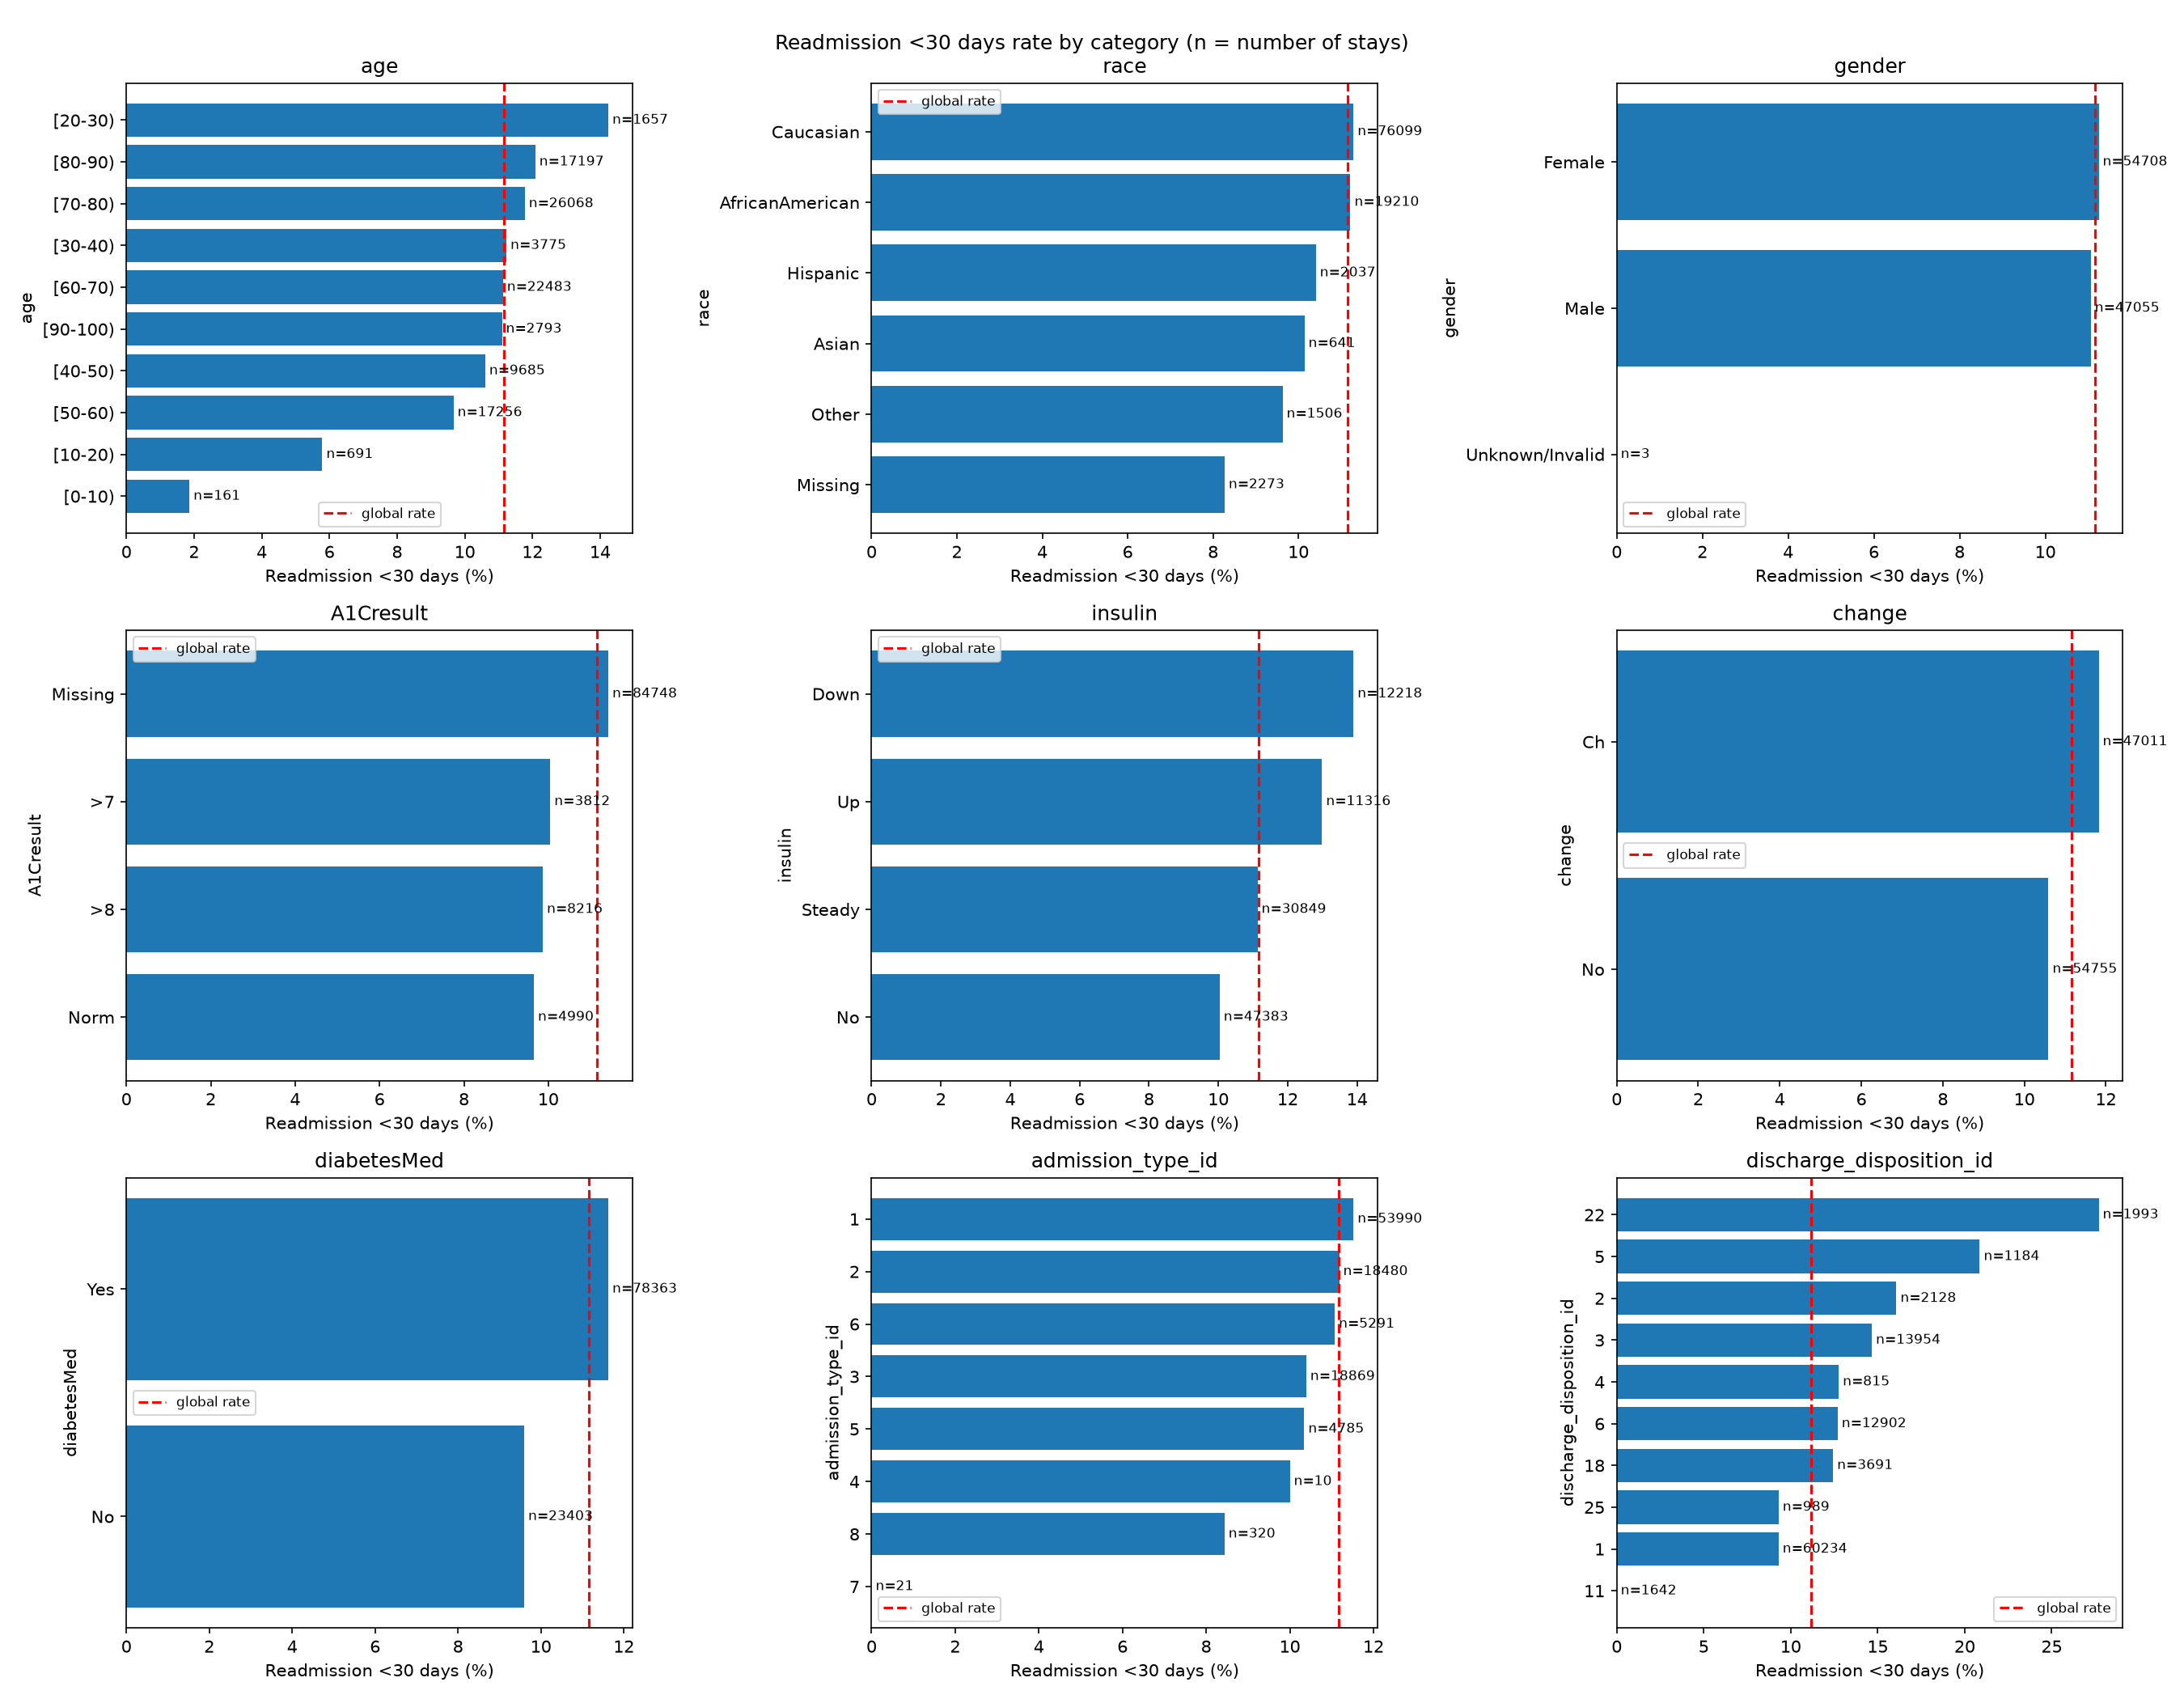 Readmission <30 days rate by category (n = number of stays)
age
[20-30) n=1657
[80-90) n=17197
[70-80) n=26068
[30-40) n=3775
[60-70) n=22483
[90-100) n=2793
[40-50) n=9685
[50-60) n=17256
[10-20) n=691
[0-10) n=161
age
global rate
0 2 4 6 8 10 12 14
Readmission <30 days (%)
race
global rate
Caucasian n=76099
AfricanAmerican n=19210
Hispanic n=2037
Asian n=641
Other n=1506
Missing n=2273
race
0 2 4 6 8 10
Readmission <30 days (%)
gender
Female n=54708
Male n=47055
Unknown/Invalid n=3
gender
global rate
0 2 4 6 8 10
Readmission <30 days (%)
A1Cresult
global rate
Missing n=84748
>7 n=3812
>8 n=8216
Norm n=4990
A1Cresult
0 2 4 6 8 10
Readmission <30 days (%)
insulin
global rate
Down n=12218
Up n=11316
Steady n=30849
No n=47383
insulin
0 2 4 6 8 10 12 14
Readmission <30 days (%)
change
Ch n=47011
global rate
No n=54755
change
0 2 4 6 8 10 12
Readmission <30 days (%)
diabetesMed
Yes n=78363
global rate
No n=23403
diabetesMed
0 2 4 6 8 10 12
Readmission <30 days (%)
admission_type_id
1 n=53990
2 n=18480
6 n=5291
3 n=18869
5 n=4785
4 n=10
8 n=320
7 n=21
admission_type_id
global rate
0 2 4 6 8 10 12
Readmission <30 days (%)
discharge_disposition_id
22 n=1993
5 n=1184
2 n=2128
3 n=13954
4 n=815
6 n=12902
18 n=3691
25 n=989
1 n=60234
11 n=1642
discharge_disposition_id
global rate
0 5 10 15 20 25
Readmission <30 days (%)